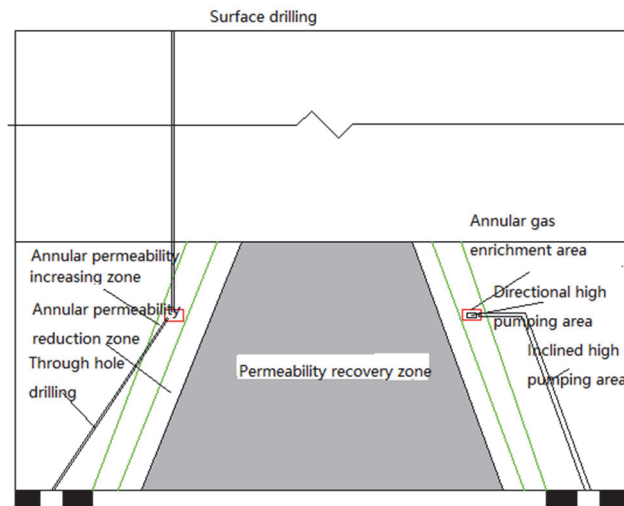 Surface drilling
Annular permeability
increasing zone
Annular permeability
reduction zone
Through hole
drilling
Permeability recovery zone
Annular gas
enrichment area
Directional high
pumping area
Inclined high
pumping area